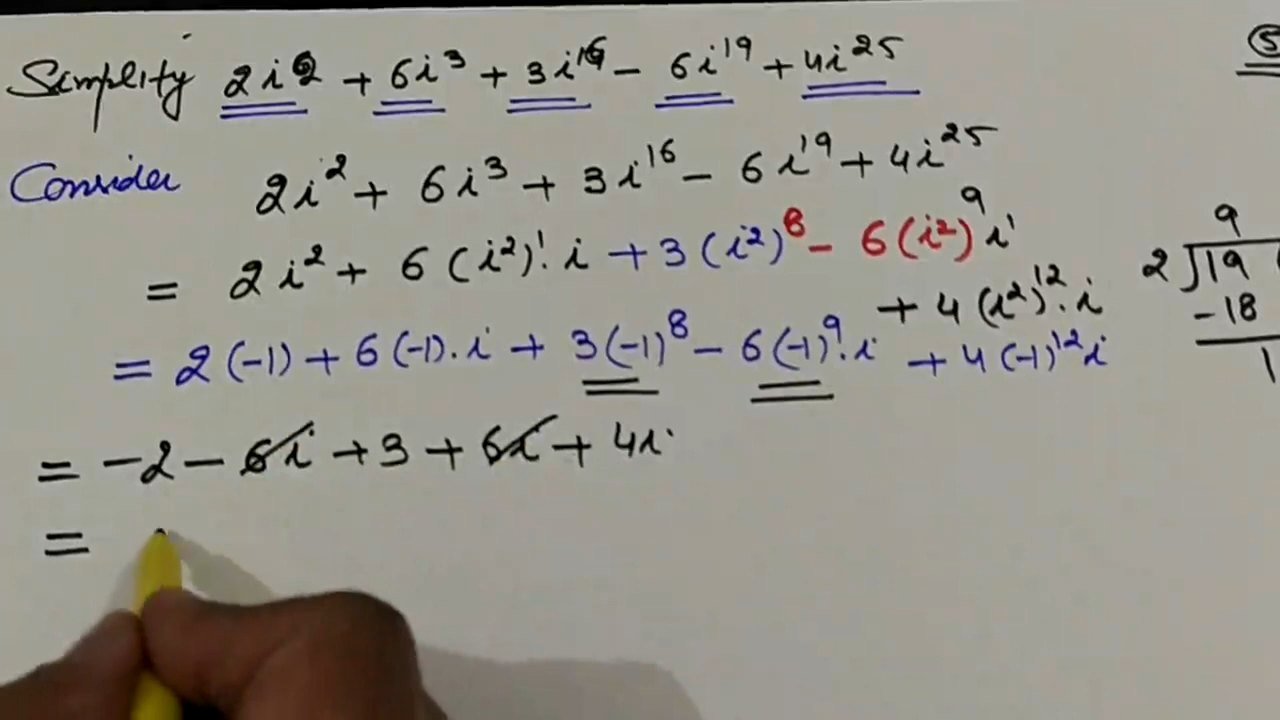 Simplify 2i2 + 6i³ + 3i¹⁶ - 6i¹⁹ + 4i²⁵
5
Consider 2i² + 6i³ + 3i¹⁶ - 6i¹⁹ + 4i²⁵
= 2i² + 6(i²)¹.i + 3(i²)⁸ - 6(i²)⁹i¹
+ 4(i²)¹².i
= 2(-1) + 6(-1).i + 3(-1)⁸ - 6(-1)⁹.i + 4(-1)¹²i
= -2 - 6i + 3 + 6i + 4i
=
9
2 19
-18
1